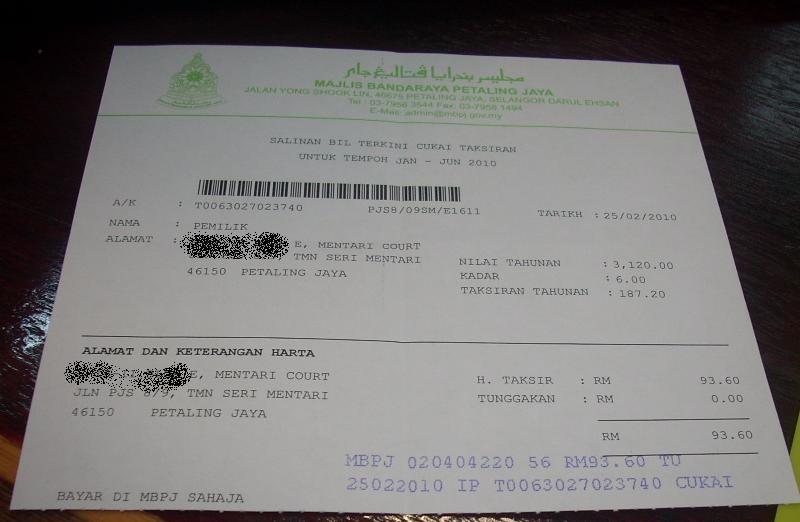 مجليس بندرايا ڤتاليڠ جاي
MAJLIS BANDARAYA PETALING JAYA
JALAN YONG SHOOK LIN, 46675 PETALING JAYA, SELANGOR DARUL EHSAN
Tel : 03-7956 3544 Fax: 03-7958 1494
E-Mail: admin@mbpj.gov.my
SALINAN BIL TERKINI CUKAI TAKSIRAN
UNTUK TEMPOH JAN - JUN 2010
A/K : T0063027023740 PJS8/09SM/E1611 TARIKH : 25/02/2010
NAMA : PEMILIK
ALAMAT : E, MENTARI COURT
TMN SERI MENTARI
46150 PETALING JAYA
NILAI TAHUNAN : 3,120.00
KADAR : 6.00
TAKSIRAN TAHUNAN : 187.20
ALAMAT DAN KETERANGAN HARTA
E, MENTARI COURT
JLN PJS 8/9, TMN SERI MENTARI
46150 PETALING JAYA
H. TAKSIR : RM 93.60
TUNGGAKAN : RM 0.00
RM 93.60
MBPJ 020404220 56 RM93.60 TU
25022010 IP T0063027023740 CUKAI
BAYAR DI MBPJ SAHAJA